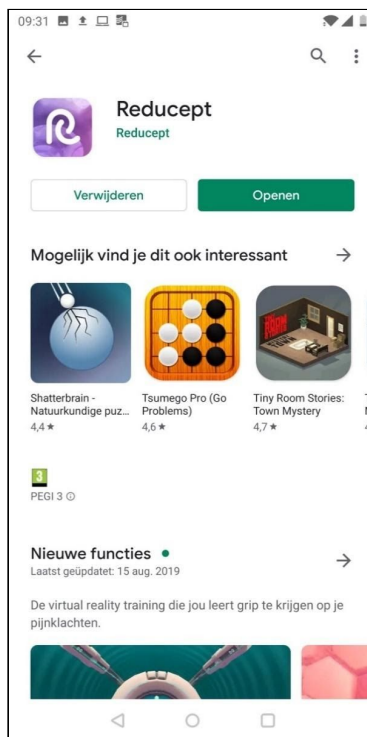 09:31
Reducept
Reducept
Verwijderen
Openen
Mogelijk vind je dit ook interessant
Shatterbrain -
Natuurkundige puz...
4,4 ★
Tsumego Pro (Go
Problems)
4,6 ★
Tiny Room Stories:
Town Mystery
4,7 ★
3
PEGI 3
Nieuwe functies
Laatst geüpdatet: 15 aug. 2019
De virtual reality training die jou leert grip te krijgen op je
pijnklachten.